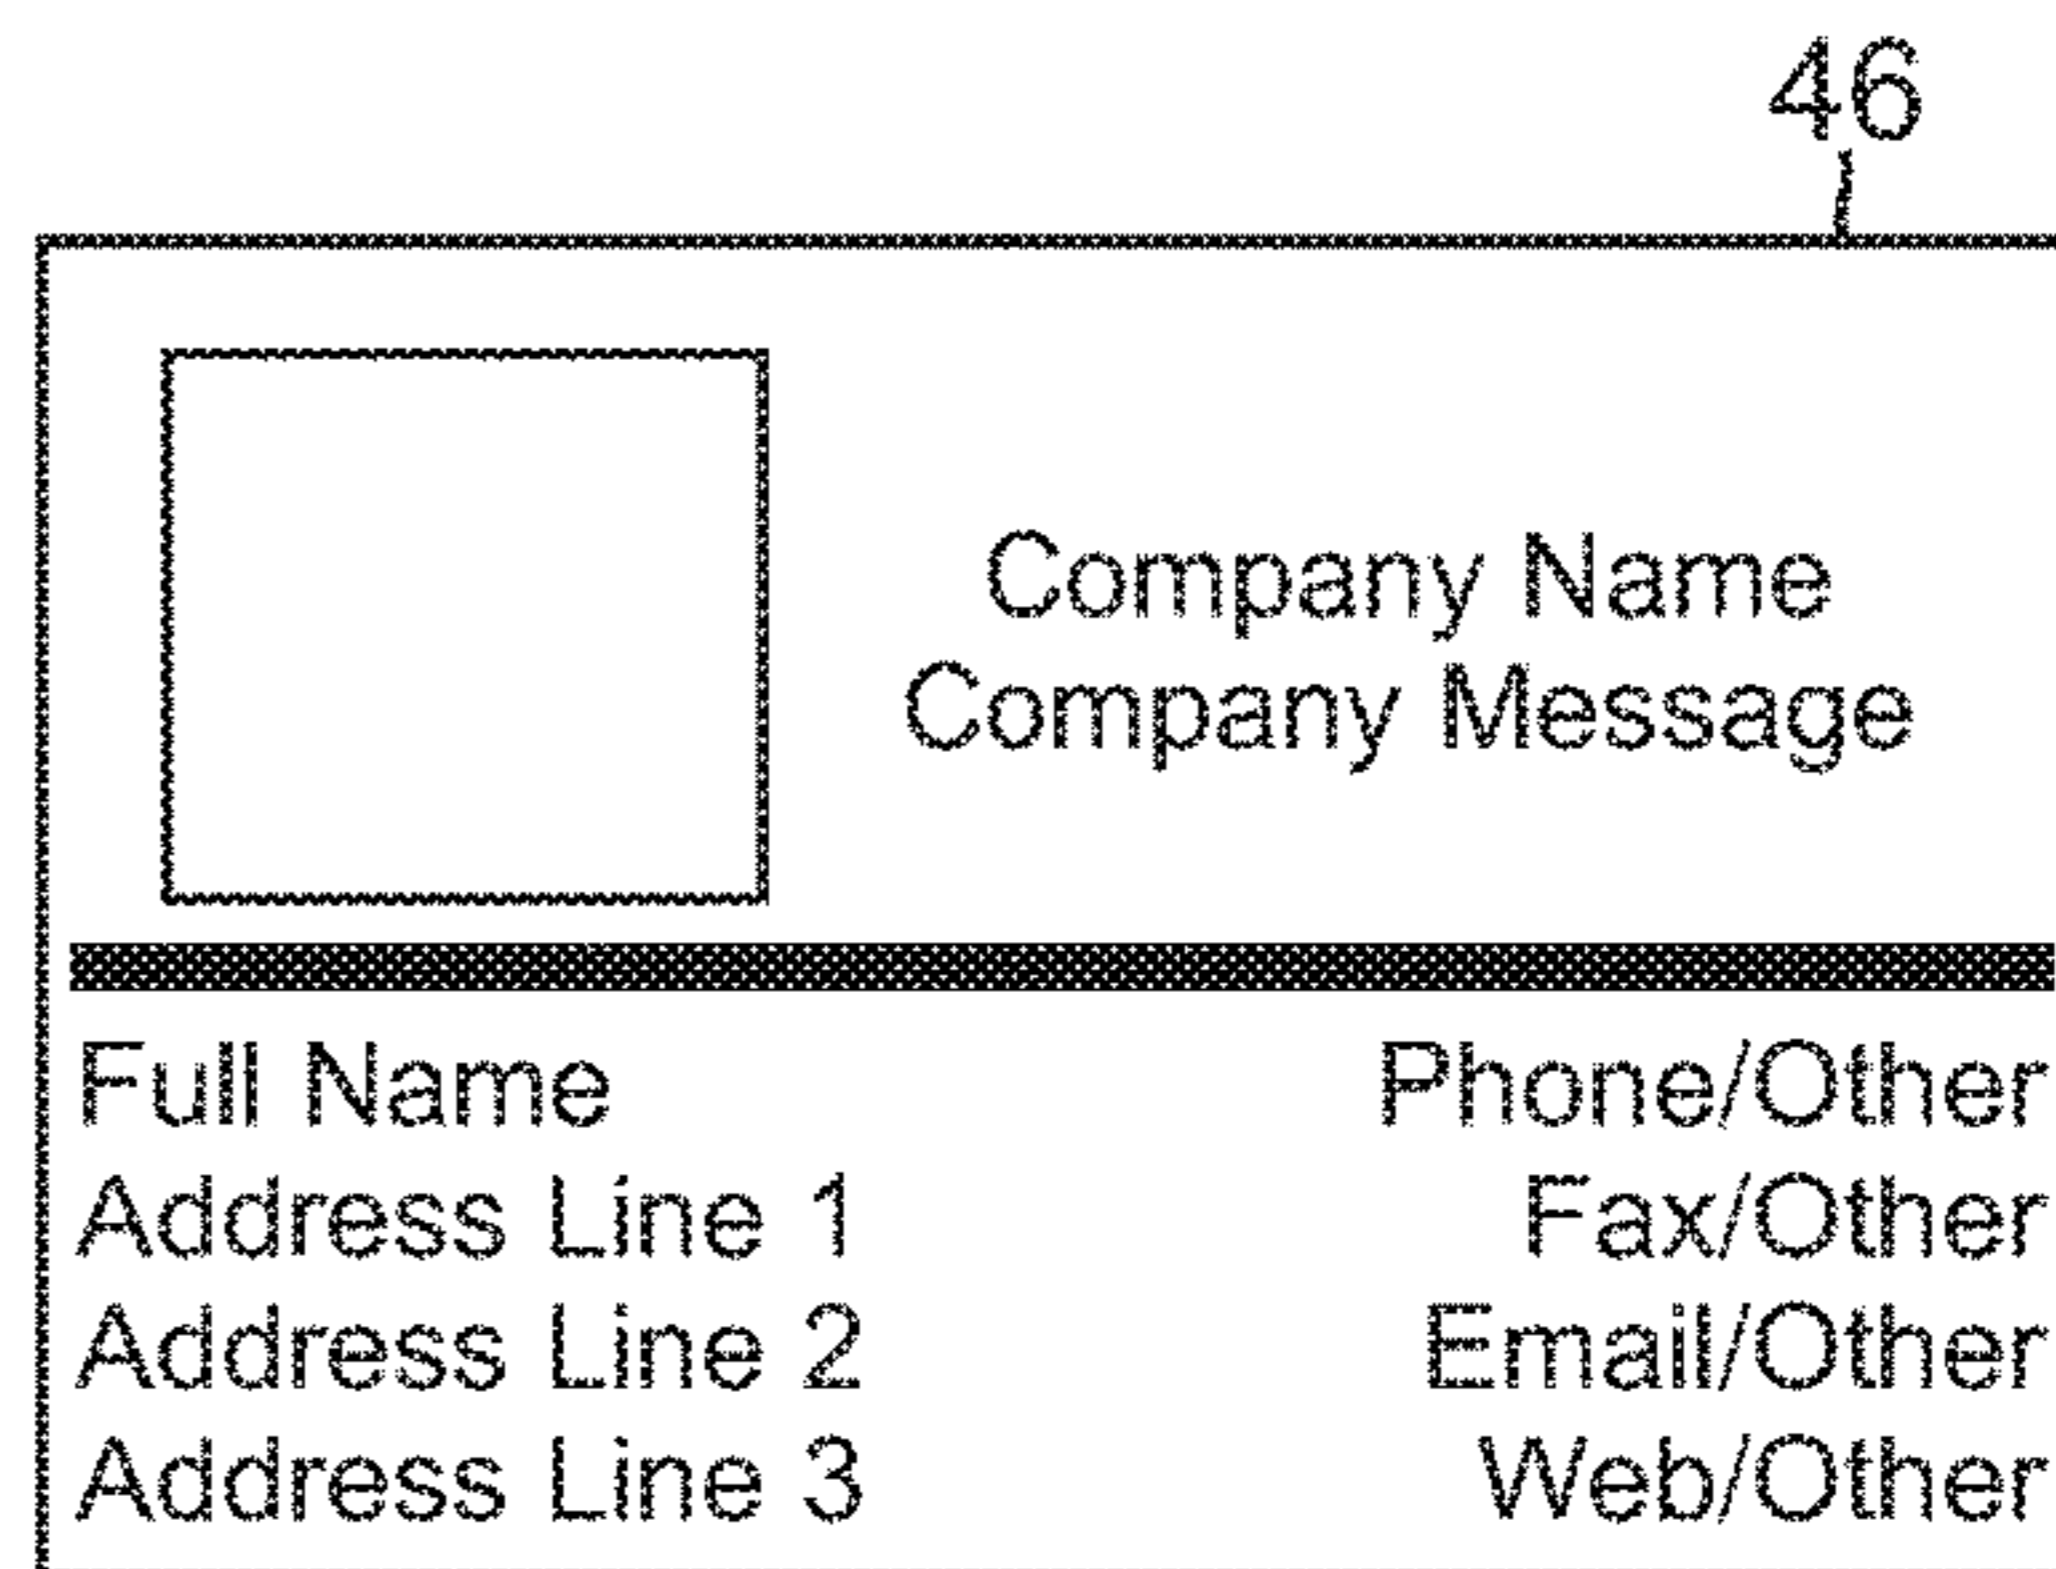 46
Company Name
Company Message
Full Name
Address Line 1
Address Line 2
Address Line 3
Phone/Other
Fax/Other
Email/Other
Web/Other